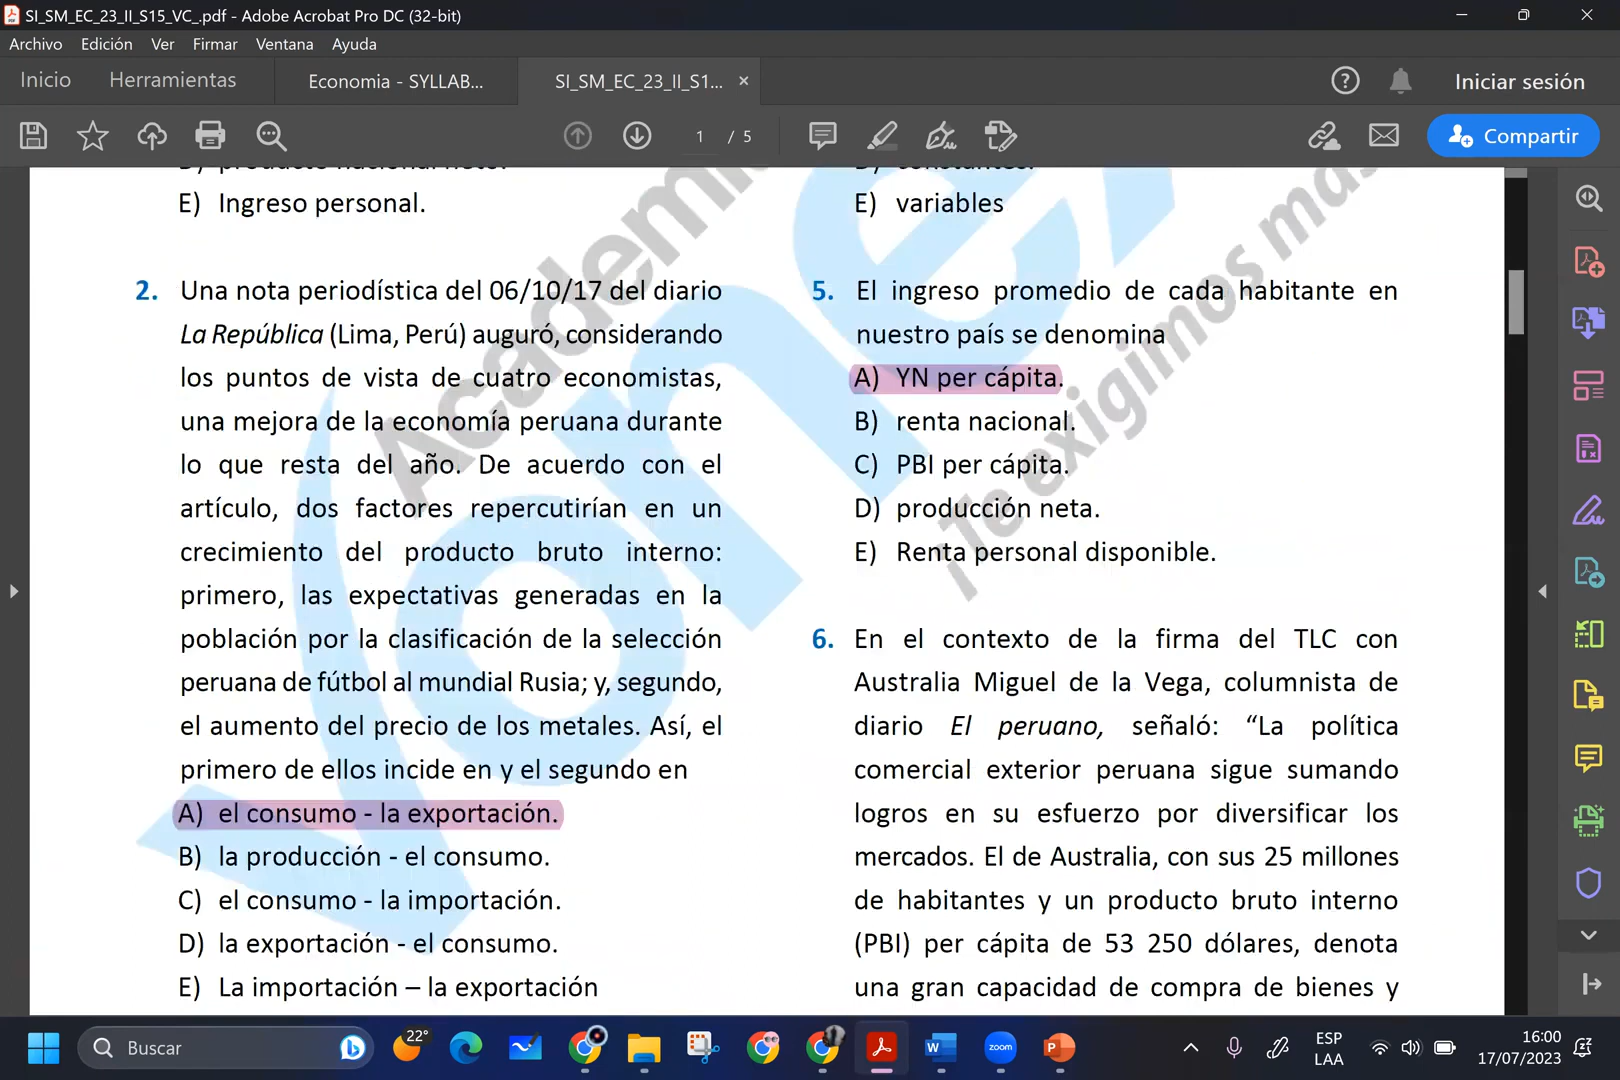 SI_SM_EC_23_II_S15_VC_.pdf - Adobe Acrobat Pro DC (32-bit)
Archivo Edición Ver Firmar Ventana Ayuda
Inicio Herramientas Economia - SYLLAB... SI_SM_EC_23_II_S1... × Iniciar sesión
1 / 5 Compartir
E) Ingreso personal.
2. Una nota periodística del 06/10/17 del diario
La República (Lima, Perú) auguró, considerando
los puntos de vista de cuatro economistas,
una mejora de la economía peruana durante
lo que resta del año. De acuerdo con el
artículo, dos factores repercutirían en un
crecimiento del producto bruto interno:
primero, las expectativas generadas en la
población por la clasificación de la selección
peruana de fútbol al mundial Rusia; y, segundo,
el aumento del precio de los metales. Así, el
primero de ellos incide en y el segundo en
A) el consumo - la exportación.
B) la producción - el consumo.
C) el consumo - la importación.
D) la exportación - el consumo.
E) La importación – la exportación
D) constantes.
E) variables
5. El ingreso promedio de cada habitante en
nuestro país se denomina
A) YN per cápita.
B) renta nacional.
C) PBI per cápita.
D) producción neta.
E) Renta personal disponible.
6. En el contexto de la firma del TLC con
Australia Miguel de la Vega, columnista de
diario El peruano, señaló: “La política
comercial exterior peruana sigue sumando
logros en su esfuerzo por diversificar los
mercados. El de Australia, con sus 25 millones
de habitantes y un producto bruto interno
(PBI) per cápita de 53 250 dólares, denota
una gran capacidad de compra de bienes y
Academi
Vone
¡Te exigimos más
Buscar
22°
zoom
ESP
LAA
16:00
17/07/2023